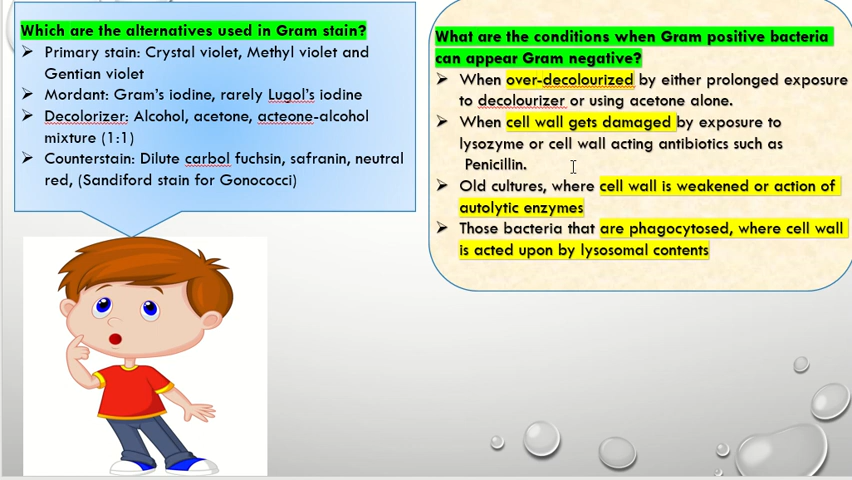 Which are the alternatives used in Gram stain?
➢ Primary stain: Crystal violet, Methyl violet and
Gentian violet
➢ Mordant: Gram's iodine, rarely Lugol's iodine
➢ Decolorizer: Alcohol, acetone, acteone-alcohol
mixture (1:1)
➢ Counterstain: Dilute carbol fuchsin, safranin, neutral
red, (Sandiford stain for Gonococci)
What are the conditions when Gram positive bacteria
can appear Gram negative?
➢ When over-decolourized by either prolonged exposure
to decolourizer or using acetone alone.
➢ When cell wall gets damaged by exposure to
lysozyme or cell wall acting antibiotics such as
Penicillin.
➢ Old cultures, where cell wall is weakened or action of
autolytic enzymes
➢ Those bacteria that are phagocytosed, where cell wall
is acted upon by lysosomal contents